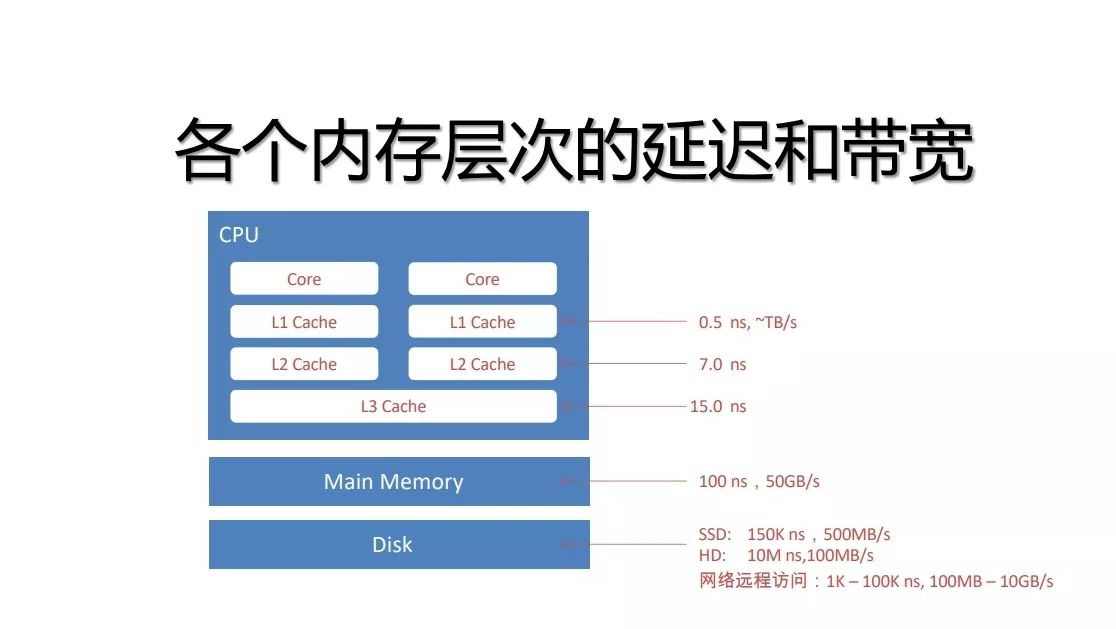 各个内存层次的延迟和带宽
CPU
Core Core
L1 Cache L1 Cache 0.5 ns, ~TB/s
L2 Cache L2 Cache 7.0 ns
L3 Cache 15.0 ns
Main Memory 100 ns，50GB/s
Disk
SSD: 150K ns，500MB/s
HD: 10M ns,100MB/s
网络远程访问：1K – 100K ns, 100MB – 10GB/s